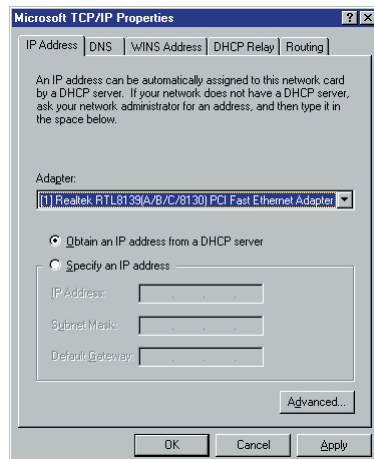 Microsoft TCP/IP Properties
IP Address DNS WINS Address DHCP Relay Routing
An IP address can be automatically assigned to this network card
by a DHCP server. If your network does not have a DHCP server,
ask your network administrator for an address, and then type it in
the space below.
Adapter:
[1] Realtek RTL8139(A/B/C/8130) PCI Fast Ethernet Adapter
Obtain an IP address from a DHCP server
Specify an IP address
IP Address:
Subnet Mask:
Default Gateway:
Advanced...
OK Cancel Apply